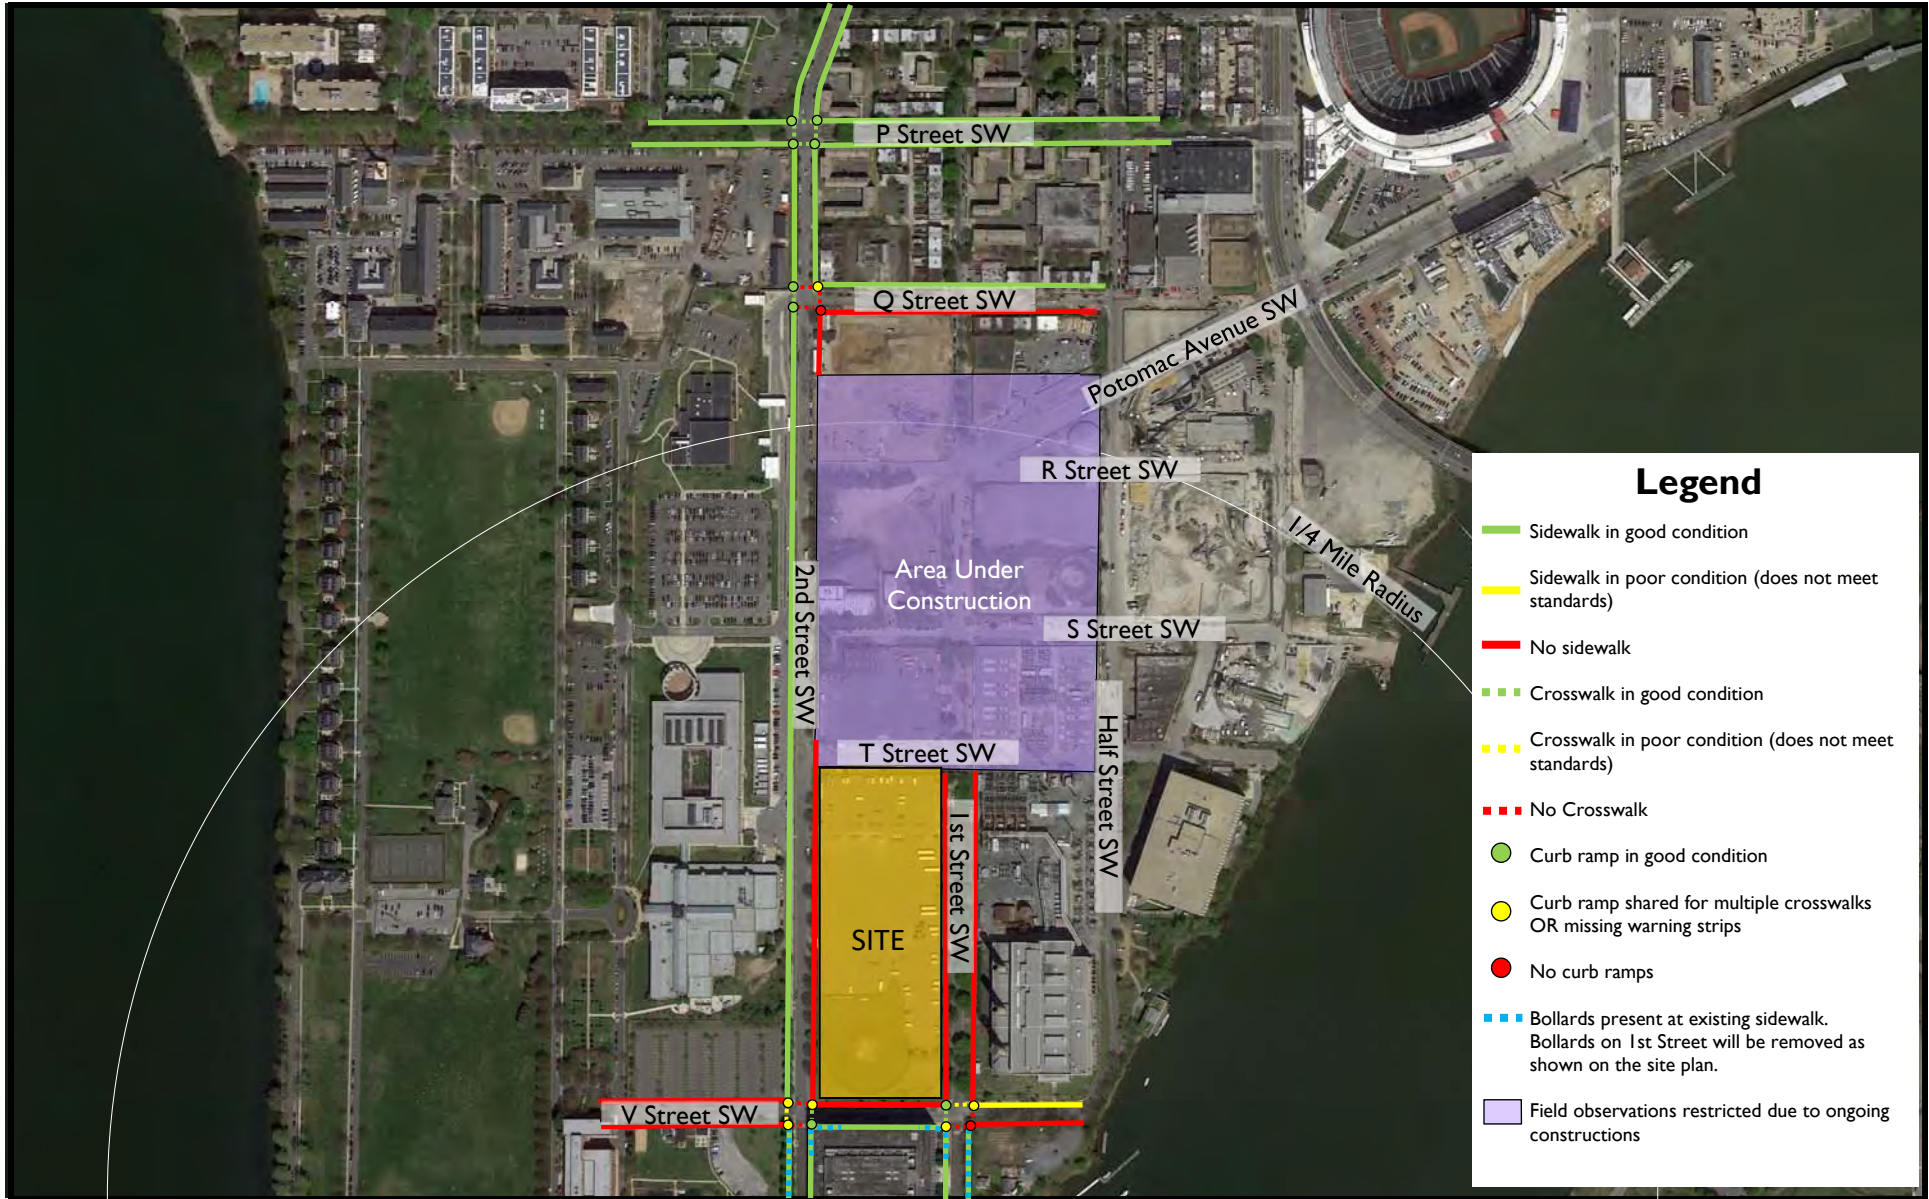 P Street SW
Q Street SW
Potomac Avenue SW
R Street SW
1/4 Mile Radius
Area Under
Construction
2nd Street SW
S Street SW
Half Street SW
T Street SW
1st Street SW
SITE
V Street SW
Legend
Sidewalk in good condition
Sidewalk in poor condition (does not meet
standards)
No sidewalk
Crosswalk in good condition
Crosswalk in poor condition (does not meet
standards)
No Crosswalk
Curb ramp in good condition
Curb ramp shared for multiple crosswalks
OR missing warning strips
No curb ramps
Bollards present at existing sidewalk.
Bollards on 1st Street will be removed as
shown on the site plan.
Field observations restricted due to ongoing
constructions